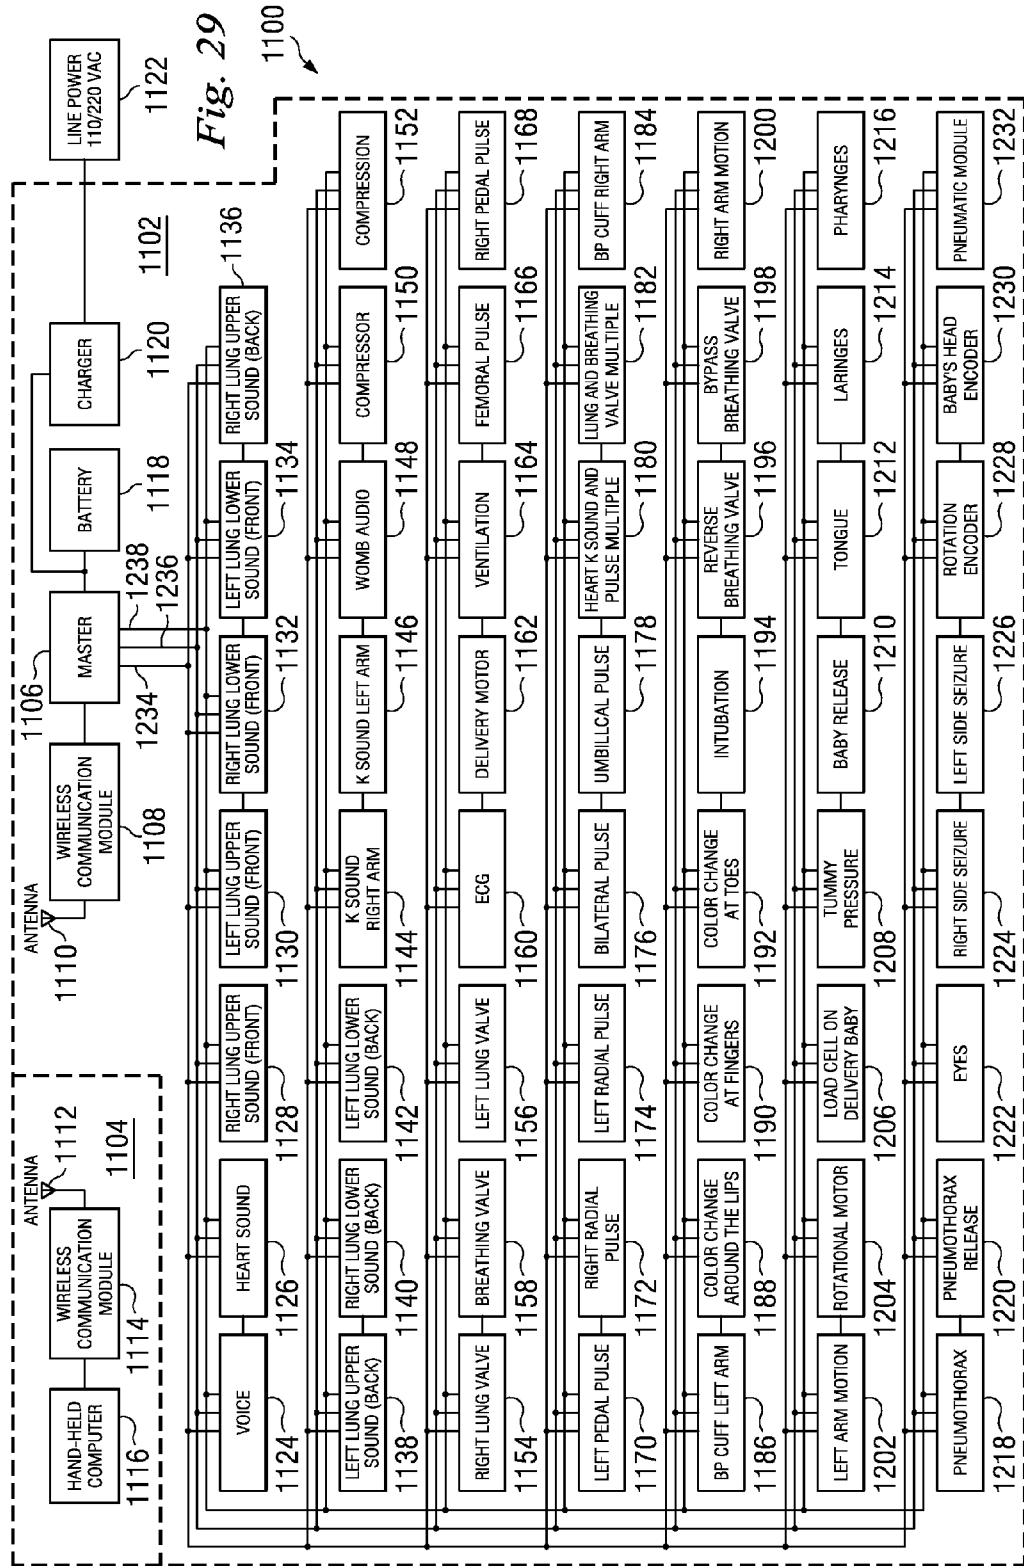 Fig. 29
1100
HAND-HELD
COMPUTER
1116
WIRELESS
COMMUNICATION
MODULE
1114
ANTENNA
1112
1104
ANTENNA
1110
WIRELESS
COMMUNICATION
MODULE
1108
1106
MASTER
1234
1236
1238
BATTERY
1118
CHARGER
1120
1102
LINE POWER
110/220 VAC
1122
VOICE
1124
HEART SOUND
1126
RIGHT LUNG UPPER
SOUND (FRONT)
1128
LEFT LUNG UPPER
SOUND (FRONT)
1130
RIGHT LUNG LOWER
SOUND (FRONT)
1132
LEFT LUNG LOWER
SOUND (FRONT)
1134
RIGHT LUNG UPPER
SOUND (BACK)
1136
LEFT LUNG UPPER
SOUND (BACK)
1138
RIGHT LUNG LOWER
SOUND (BACK)
1140
LEFT LUNG LOWER
SOUND (BACK)
1142
K SOUND
RIGHT ARM
1144
K SOUND LEFT ARM
1146
WOMB AUDIO
1148
COMPRESSOR
1150
COMPRESSION
1152
RIGHT LUNG VALVE
1154
BREATHING VALVE
1158
LEFT LUNG VALVE
1156
ECG
1160
DELIVERY MOTOR
1162
VENTILATION
1164
FEMORAL PULSE
1166
RIGHT PEDAL PULSE
1168
LEFT PEDAL PULSE
1170
RIGHT RADIAL
PULSE
1172
LEFT RADIAL PULSE
1174
BILATERAL PULSE
1176
UMBILLCAL PULSE
1178
HEART K SOUND AND
PULSE MULTIPLE
1180
LUNG AND BREATHING
VALVE MULTIPLE
1182
BP CUFF RIGHT ARM
1184
BP CUFF LEFT ARM
1186
COLOR CHANGE
AROUND THE LIPS
1188
COLOR CHANGE
AT FINGERS
1190
COLOR CHANGE
AT TOES
1192
INTUBATION
1194
REVERSE
BREATHING VALVE
1196
BYPASS
BREATHING VALVE
1198
RIGHT ARM MOTION
1200
LEFT ARM MOTION
1202
ROTATIONAL MOTOR
1204
LOAD CELL ON
DELIVERY BABY
1206
TUMMY
PRESSURE
1208
BABY RELEASE
1210
TONGUE
1212
LARINGES
1214
PHARYNGES
1216
PNEUMOTHORAX
1218
PNEUMOTHORAX
RELEASE
1220
EYES
1222
RIGHT SIDE SEIZURE
1224
LEFT SIDE SEIZURE
1226
ROTATION
ENCODER
1228
BABY'S HEAD
ENCODER
1230
PNEUMATIC MODULE
1232